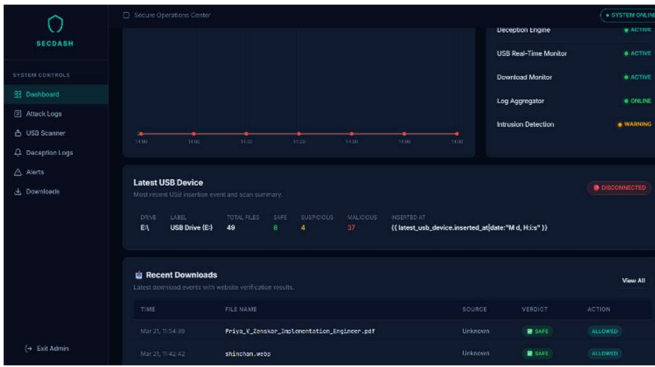 SECDASH
SYSTEM CONTROLS
Dashboard
Attack Logs
USB Scanner
Deception Logs
Alerts
Downloads
Exit Admin
Secure Operations Center
SYSTEM ONLINE
Deception Engine ACTIVE
USB Real-Time Monitor ACTIVE
Download Monitor ACTIVE
Log Aggregator ONLINE
Intrusion Detection WARNING
Latest USB Device
Most recent USB insertion event and scan summary.
DISCONNECTED
DRIVE LABEL TOTAL FILES SAFE SUSPICIOUS MALICIOUS INSERTED AT
E:\ USB Drive (E:) 49 8 4 37 {{ latest_usb_device.inserted_at|date:"M d, H:i:s" }}
Recent Downloads
Latest download events with website verification results.
View All
TIME FILE NAME SOURCE VERDICT ACTION
Mar 21, 11:54:39 Unknown SAFE ALLOWED
Mar 21, 11:42:42 shinchan.webp Unknown SAFE ALLOWED